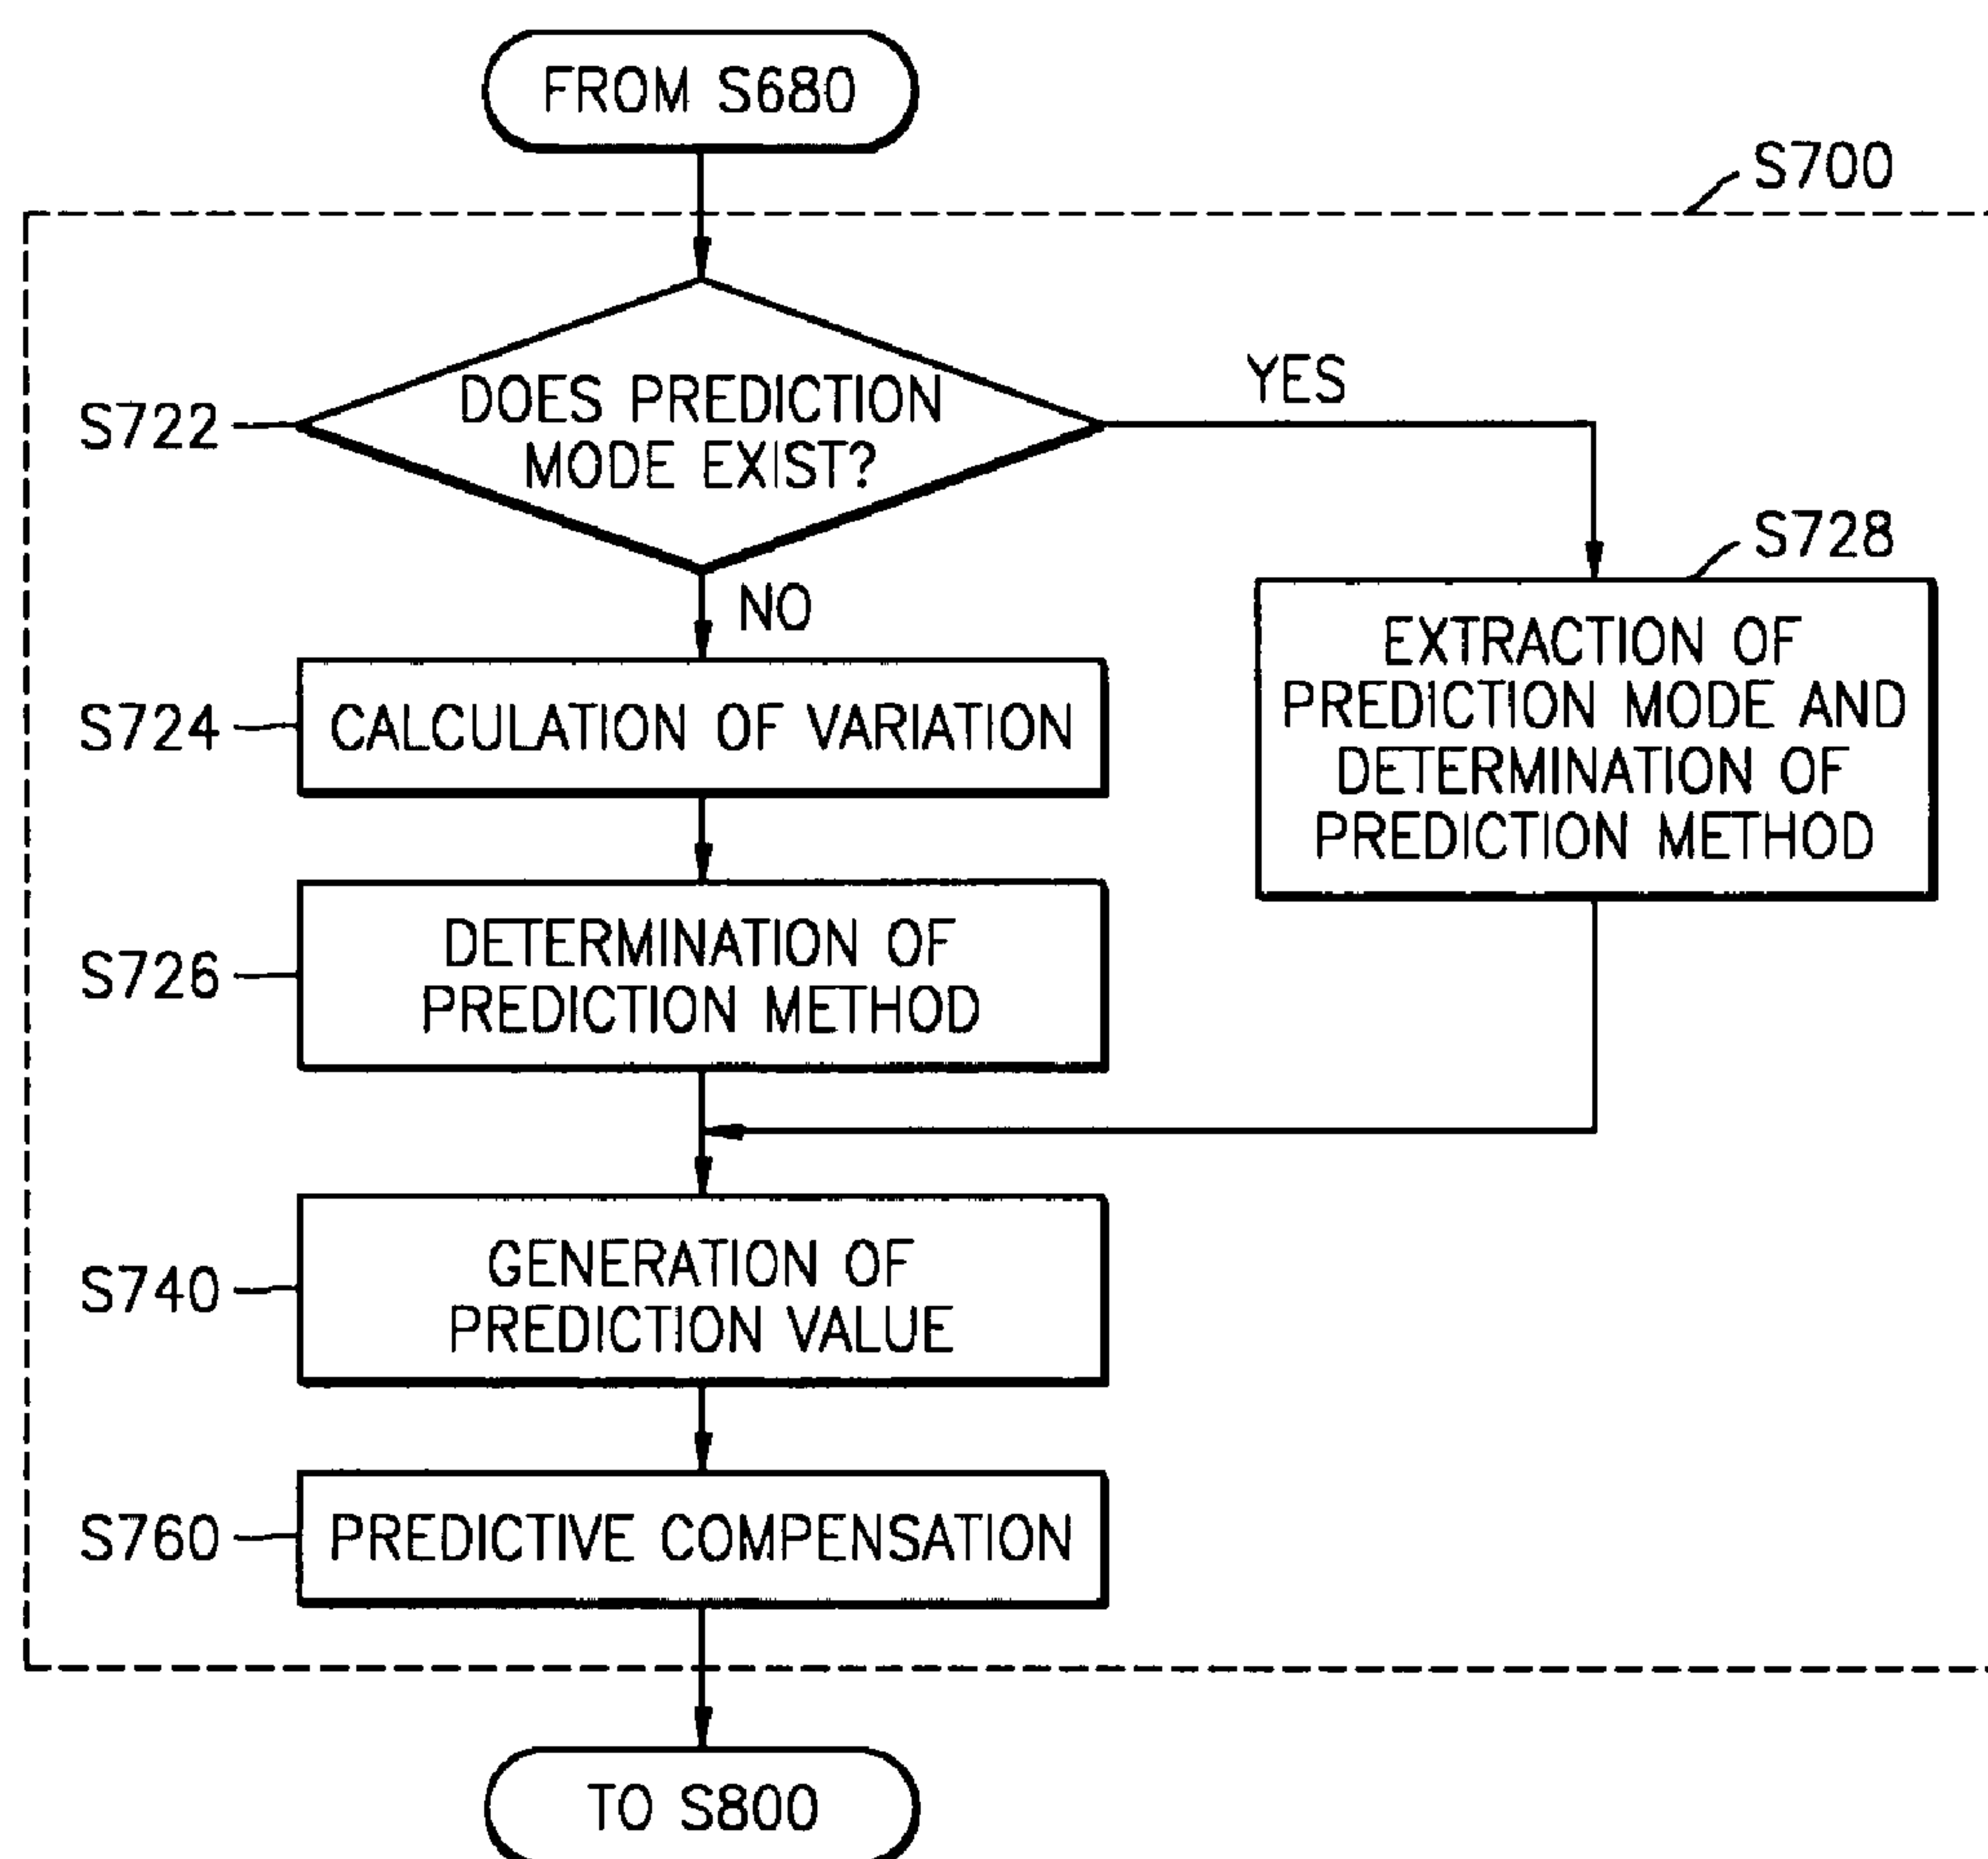 FROM S680
S700
S722
DOES PREDICTION
MODE EXIST?
YES
NO
S728
EXTRACTION OF
PREDICTION MODE AND
DETERMINATION OF
PREDICTION METHOD
S724
CALCULATION OF VARIATION
S726
DETERMINATION OF
PREDICTION METHOD
S740
GENERATION OF
PREDICTION VALUE
S760
PREDICTIVE COMPENSATION
TO S800